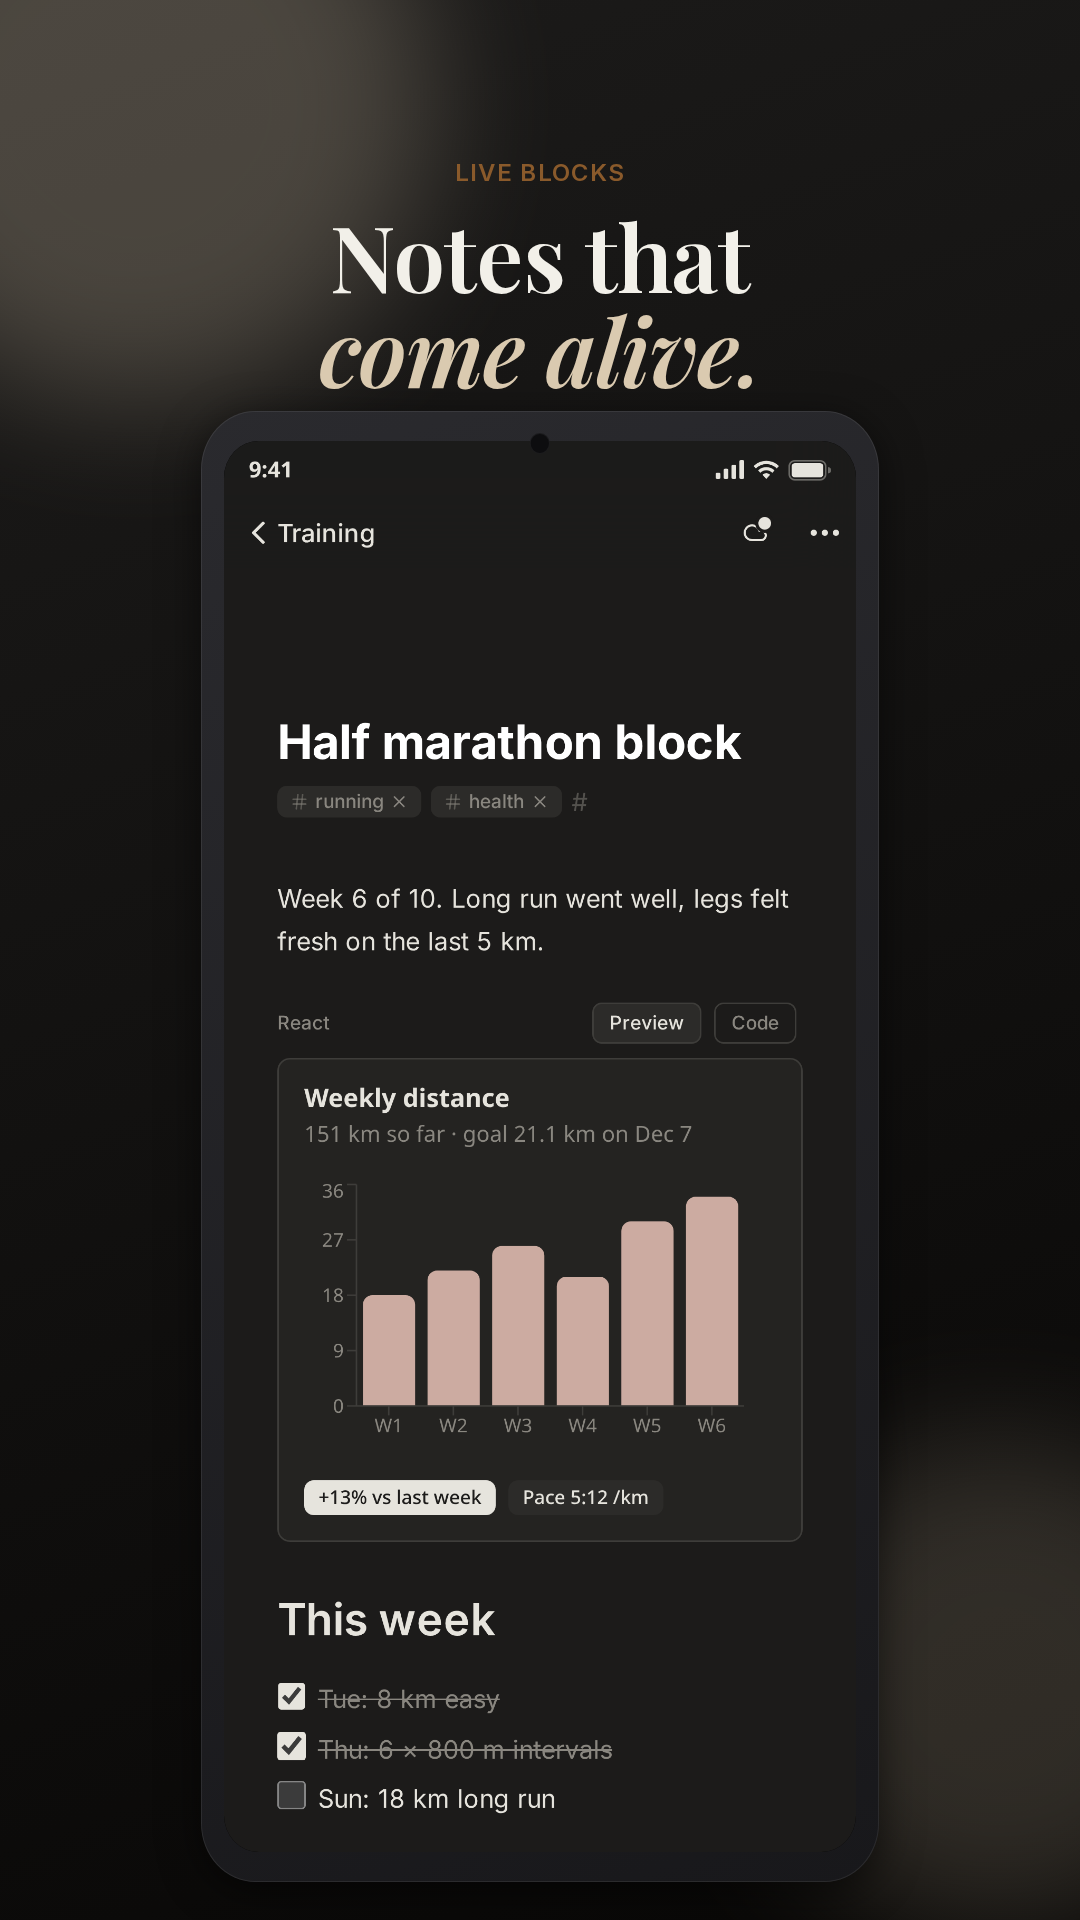 LIVE BLOCKS
Notes that
come alive.
9:41
Training
Half marathon block
# running × # health × #
Week 6 of 10. Long run went well, legs felt
fresh on the last 5 km.
React Preview Code
Weekly distance
151 km so far · goal 21.1 km on Dec 7
36
27
18
9
0
W1 W2 W3 W4 W5 W6
+13% vs last week Pace 5:12 /km
This week
Tue: 8 km easy
Thu: 6 × 800 m intervals
Sun: 18 km long run